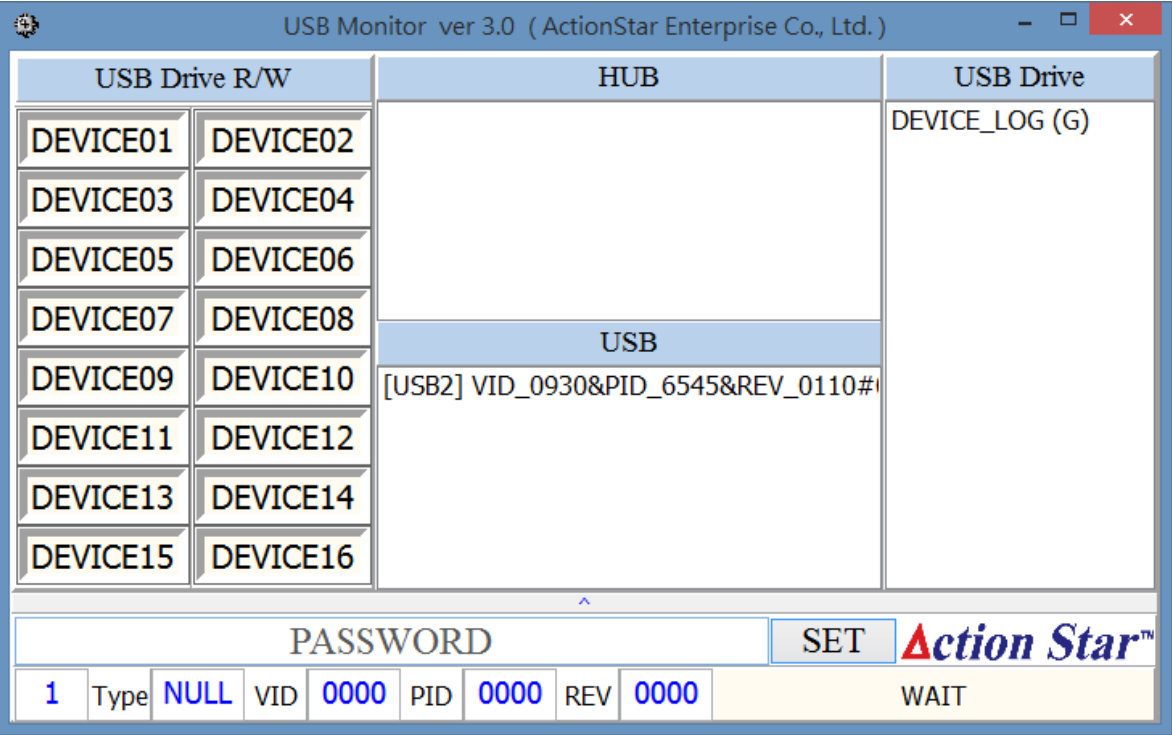 USB Monitor ver 3.0 ( ActionStar Enterprise Co., Ltd. )
USB Drive R/W
DEVICE01 DEVICE02
DEVICE03 DEVICE04
DEVICE05 DEVICE06
DEVICE07 DEVICE08
DEVICE09 DEVICE10
DEVICE11 DEVICE12
DEVICE13 DEVICE14
DEVICE15 DEVICE16
HUB
USB
[USB2] VID_0930&PID_6545&REV_0110#
USB Drive
DEVICE_LOG (G)
PASSWORD
SET
Action Star™
1 Type NULL VID 0000 PID 0000 REV 0000 WAIT